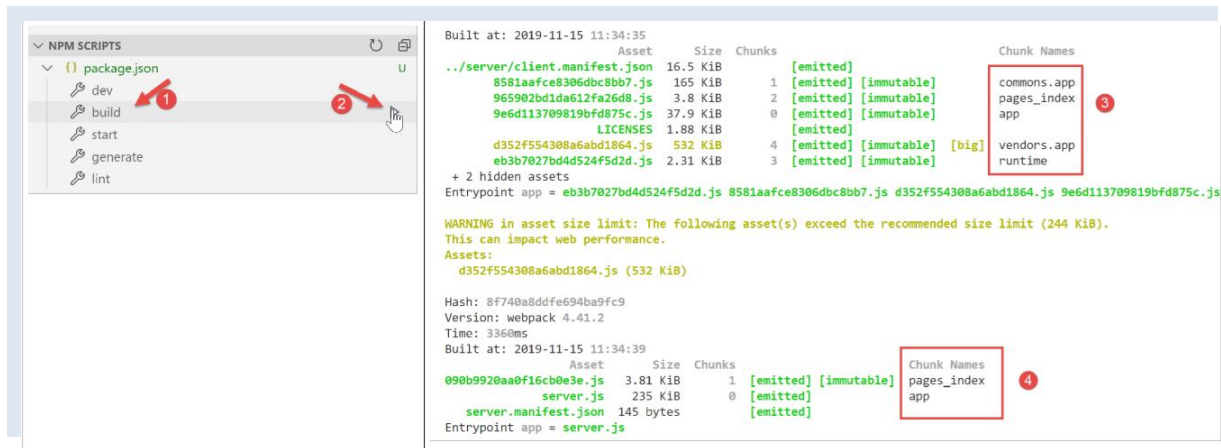 NPM SCRIPTS
{} package.json U
dev
1
build
2
start
generate
lint
Built at: 2019-11-15 11:34:35
Asset Size Chunks Chunk Names
../server/client.manifest.json 16.5 KiB [emitted]
8581aafce8306dbc8bb7.js 165 KiB 1 [emitted] [immutable] commons.app
965902bd1da612fa26d8.js 3.8 KiB 2 [emitted] [immutable] pages_index
3
9e6d113709819bfd875c.js 37.9 KiB 0 [emitted] [immutable] app
LICENSES 1.88 KiB [emitted]
d352f554308a6abd1864.js 532 KiB 4 [emitted] [immutable] [big] vendors.app
eb3b7027bd4d524f5d2d.js 2.31 KiB 3 [emitted] [immutable] runtime
+ 2 hidden assets
Entrypoint app = eb3b7027bd4d524f5d2d.js 8581aafce8306dbc8bb7.js d352f554308a6abd1864.js 9e6d113709819bfd875c.js
WARNING in asset size limit: The following asset(s) exceed the recommended size limit (244 KiB).
This can impact web performance.
Assets:
d352f554308a6abd1864.js (532 KiB)
Hash: 8f740a8ddfe694ba9fc9
Version: webpack 4.41.2
Time: 3360ms
Built at: 2019-11-15 11:34:39
Asset Size Chunks Chunk Names
090b9920aa0f16cb0e3e.js 3.81 KiB 1 [emitted] [immutable] pages_index
4
server.js 235 KiB 0 [emitted] app
server.manifest.json 145 bytes [emitted]
Entrypoint app = server.js